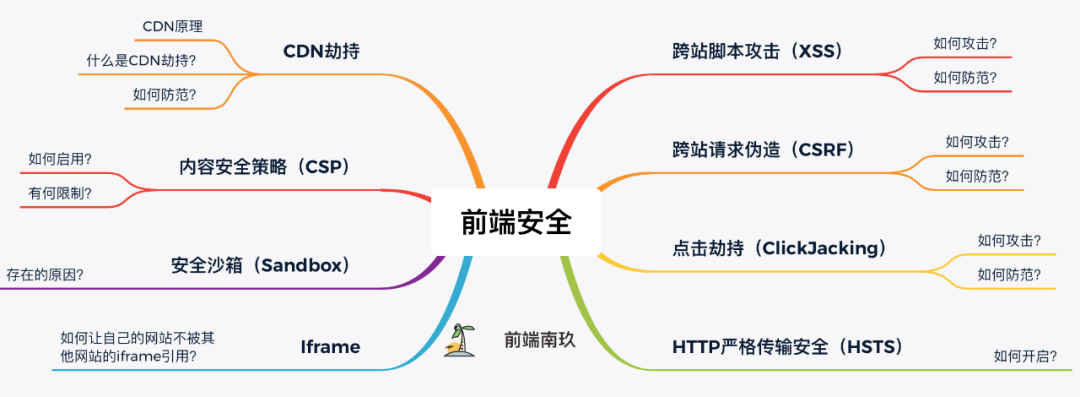 前端安全
跨站脚本攻击（XSS）
如何攻击?
如何防范?
跨站请求伪造（CSRF）
如何攻击?
如何防范?
点击劫持（ClickJacking）
如何攻击?
如何防范?
HTTP严格传输安全（HSTS）
如何开启?
CDN劫持
CDN原理
什么是CDN劫持?
如何防范?
内容安全策略（CSP）
如何启用?
有何限制?
安全沙箱（Sandbox）
存在的原因?
Iframe
如何让自己的网站不被其
他网站的iframe引用?
前端南玖